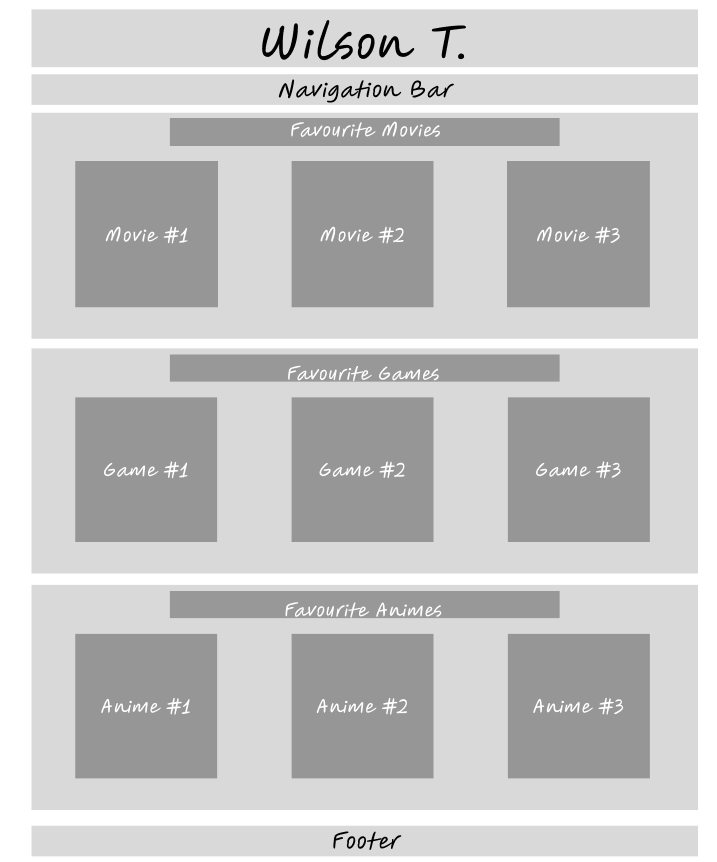 Wilson T.
Navigation Bar
Favourite Movies
Movie #1
Movie #2
Movie #3
Favourite Games
Game #1
Game #2
Game #3
Favourite Animes
Anime #1
Anime #2
Anime #3
Footer